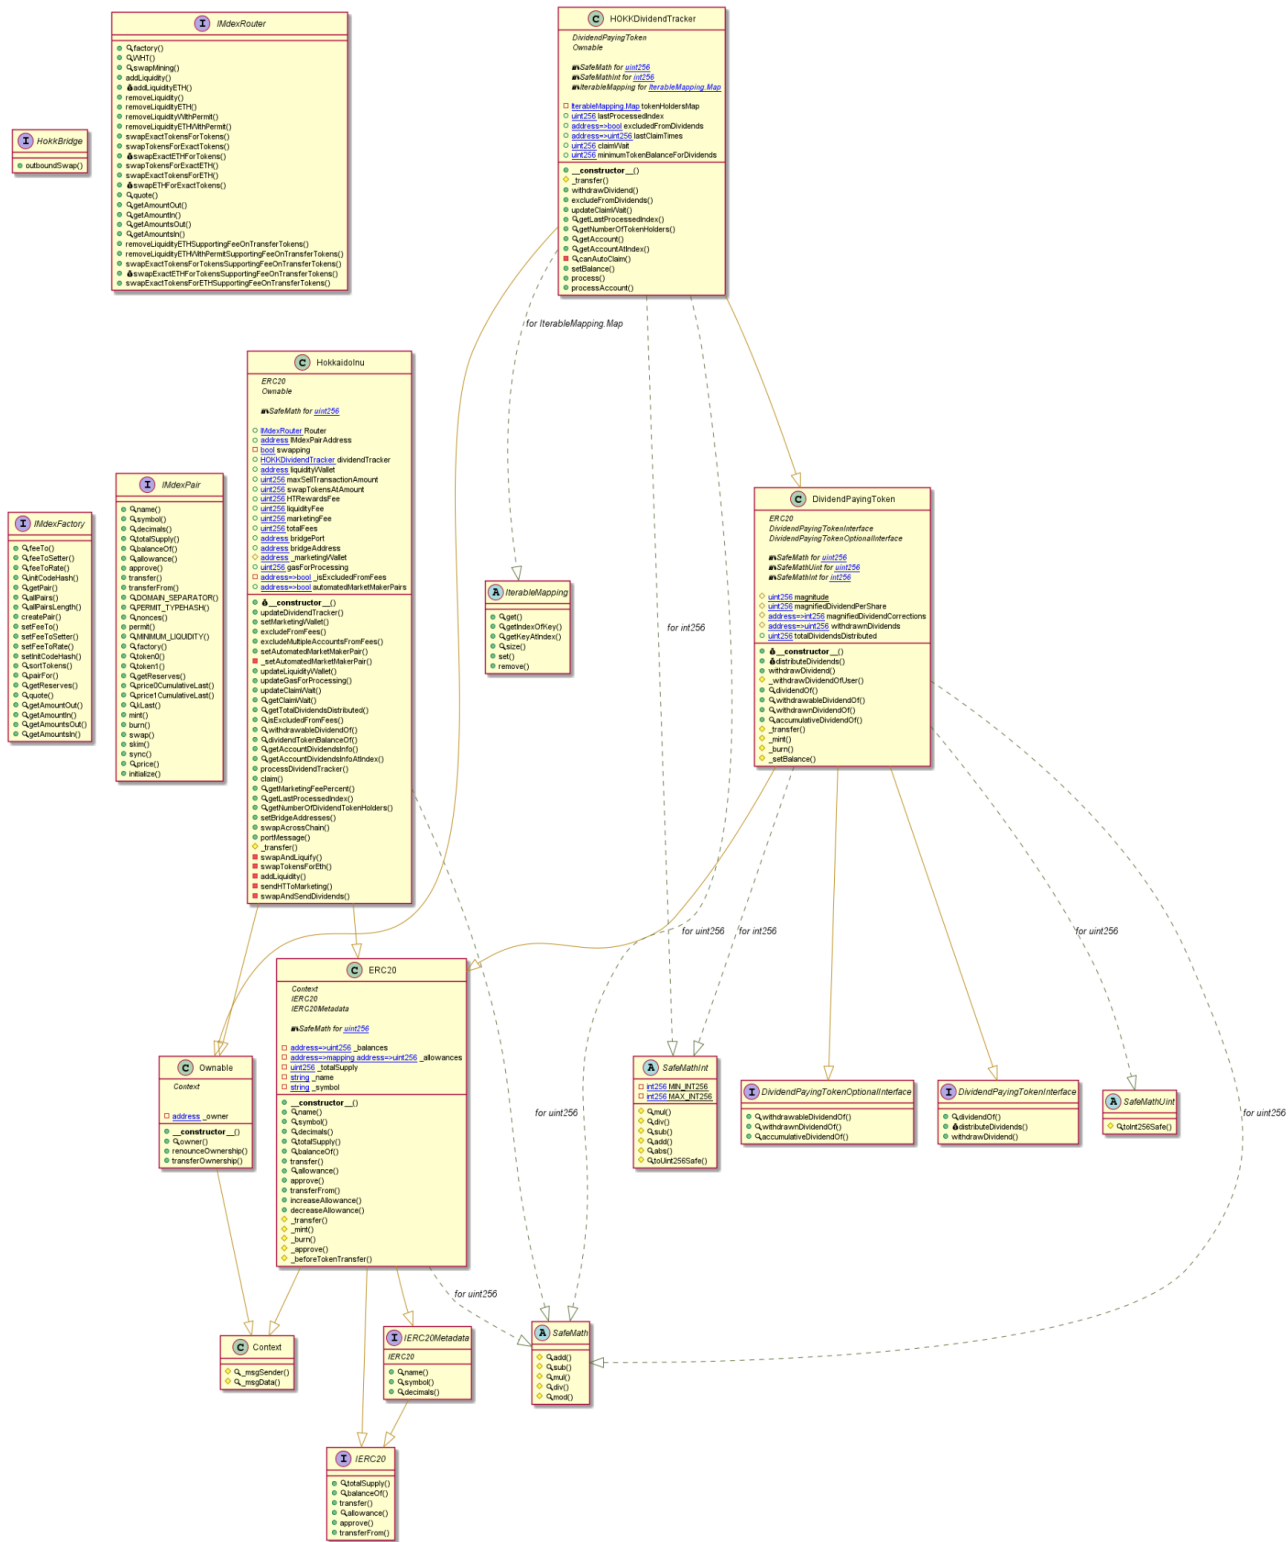 IMdexRouter
factory()
WHT()
swapMining()
addLiquidity()
addLiquidityETH()
removeLiquidity()
removeLiquidityETH()
removeLiquidityWithPermit()
removeLiquidityETHWithPermit()
swapExactTokensForTokens()
swapTokensForExactTokens()
swapExactETHForTokens()
swapTokensForExactETH()
swapExactTokensForETH()
swapETHForExactTokens()
quote()
getAmountOut()
getAmountIn()
getAmountsOut()
getAmountsIn()
removeLiquidityETHSupportingFeeOnTransferTokens()
removeLiquidityETHWithPermitSupportingFeeOnTransferTokens()
swapExactTokensForTokensSupportingFeeOnTransferTokens()
swapExactETHForTokensSupportingFeeOnTransferTokens()
swapExactTokensForETHSupportingFeeOnTransferTokens()
HokkBridge
outboundSwap()
HOKKDividendTracker
DividendPayingToken
Ownable
SafeMath for uint256
SafeMathInt for int256
IterableMapping for IterableMapping.Map
IterableMapping.Map tokenHoldersMap
uint256 lastProcessedIndex
address=>bool excludedFromDividends
address=>uint256 lastClaimTimes
uint256 claimWait
uint256 minimumTokenBalanceForDividends
__constructor__()
_transfer()
withdrawDividend()
excludeFromDividends()
updateClaimWait()
getLastProcessedIndex()
getNumberOfTokenHolders()
getAccount()
getAccountAtIndex()
canAutoClaim()
setBalance()
process()
processAccount()
for IterableMapping.Map
HokkaidoInu
ERC20
Ownable
SafeMath for uint256
IMdexRouter Router
address IMdexPairAddress
bool swapping
HOKKDividendTracker dividendTracker
address liquidityWallet
uint256 maxSellTransactionAmount
uint256 swapTokensAtAmount
uint256 HTRewardsFee
uint256 liquidityFee
uint256 marketingFee
uint256 totalFees
address bridgePort
address bridgeAddress
address _marketingWallet
uint256 gasForProcessing
address=>bool _isExcludedFromFees
address=>bool automatedMarketMakerPairs
__constructor__()
updateDividendTracker()
setMarketingWallet()
excludeFromFees()
excludeMultipleAccountsFromFees()
setAutomatedMarketMakerPair()
_setAutomatedMarketMakerPair()
updateLiquidityWallet()
updateGasForProcessing()
updateClaimWait()
getClaimWait()
getTotalDividendsDistributed()
isExcludedFromFees()
withdrawableDividendOf()
dividendTokenBalanceOf()
getAccountDividendsInfo()
getAccountDividendsInfoAtIndex()
processDividendTracker()
claim()
getMarketingFeePercent()
getLastProcessedIndex()
getNumberOfDividendTokenHolders()
setBridgeAddresses()
swapAcrossChain()
portMessage()
_transfer()
swapAndLiquify()
swapTokensForEth()
addLiquidity()
sendHTToMarketing()
swapAndSendDividends()
IMdexFactory
feeTo()
feeToSetter()
feeToRate()
initCodeHash()
getPair()
allPairs()
allPairsLength()
createPair()
setFeeTo()
setFeeToSetter()
setFeeToRate()
setInitCodeHash()
sortTokens()
pairFor()
getReserves()
quote()
getAmountOut()
getAmountIn()
getAmountsOut()
getAmountsIn()
IMdexPair
name()
symbol()
decimals()
totalSupply()
balanceOf()
allowance()
approve()
transfer()
transferFrom()
DOMAIN_SEPARATOR()
PERMIT_TYPEHASH()
nonces()
permit()
MINIMUM_LIQUIDITY()
factory()
token0()
token1()
getReserves()
price0CumulativeLast()
price1CumulativeLast()
kLast()
mint()
burn()
swap()
skim()
sync()
price()
initialize()
IterableMapping
get()
getIndexOfKey()
getKeyAtIndex()
size()
set()
remove()
for int256
DividendPayingToken
ERC20
DividendPayingTokenInterface
DividendPayingTokenOptionalInterface
SafeMath for uint256
SafeMathUint for uint256
SafeMathInt for int256
uint256 magnitude
uint256 magnifiedDividendPerShare
address=>int256 magnifiedDividendCorrections
address=>uint256 withdrawnDividends
uint256 totalDividendsDistributed
__constructor__()
distributeDividends()
withdrawDividend()
_withdrawDividendOfUser()
dividendOf()
withdrawableDividendOf()
withdrawnDividendOf()
accumulativeDividendOf()
_transfer()
_mint()
_burn()
_setBalance()
for uint256
for int256
for uint256
ERC20
Context
IERC20
IERC20Metadata
SafeMath for uint256
address=>uint256 _balances
address=>mapping address=>uint256 _allowances
uint256 _totalSupply
string _name
string _symbol
__constructor__()
name()
symbol()
decimals()
totalSupply()
balanceOf()
transfer()
allowance()
approve()
transferFrom()
increaseAllowance()
decreaseAllowance()
_transfer()
_mint()
_burn()
_approve()
_beforeTokenTransfer()
Ownable
Context
address _owner
__constructor__()
owner()
renounceOwnership()
transferOwnership()
for uint256
SafeMathInt
int256 MIN_INT256
int256 MAX_INT256
mul()
div()
sub()
add()
abs()
toUint256Safe()
DividendPayingTokenOptionalInterface
withdrawableDividendOf()
withdrawnDividendOf()
accumulativeDividendOf()
DividendPayingTokenInterface
dividendOf()
distributeDividends()
withdrawDividend()
SafeMathUint
toInt256Safe()
for uint256
for uint256
Context
_msgSender()
_msgData()
IERC20Metadata
IERC20
name()
symbol()
decimals()
SafeMath
add()
sub()
mul()
div()
mod()
IERC20
totalSupply()
balanceOf()
transfer()
allowance()
approve()
transferFrom()